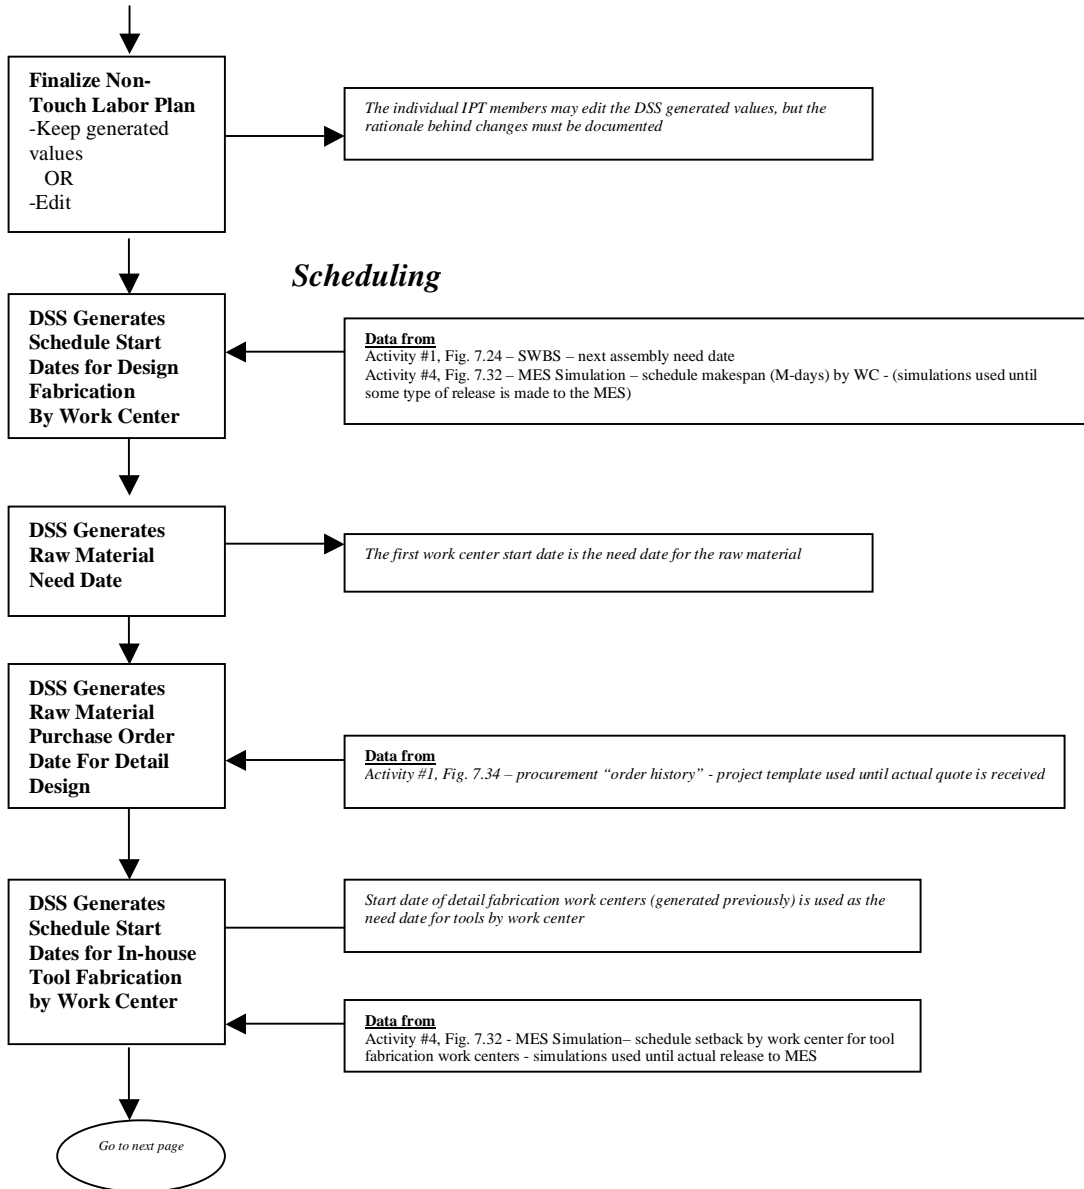 Finalize Non-
Touch Labor Plan
-Keep generated
values
OR
-Edit
The individual IPT members may edit the DSS generated values, but the
rationale behind changes must be documented
Scheduling
DSS Generates
Schedule Start
Dates for Design
Fabrication
By Work Center
Data from
Activity #1, Fig. 7.24 – SWBS – next assembly need date
Activity #4, Fig. 7.32 – MES Simulation – schedule makespan (M-days) by WC - (simulations used until
some type of release is made to the MES)
DSS Generates
Raw Material
Need Date
The first work center start date is the need date for the raw material
DSS Generates
Raw Material
Purchase Order
Date For Detail
Design
Data from
Activity #1, Fig. 7.34 – procurement “order history” - project template used until actual quote is received
DSS Generates
Schedule Start
Dates for In-house
Tool Fabrication
by Work Center
Start date of detail fabrication work centers (generated previously) is used as the
need date for tools by work center
Data from
Activity #4, Fig. 7.32 - MES Simulation– schedule setback by work center for tool
fabrication work centers - simulations used until actual release to MES
Go to next page